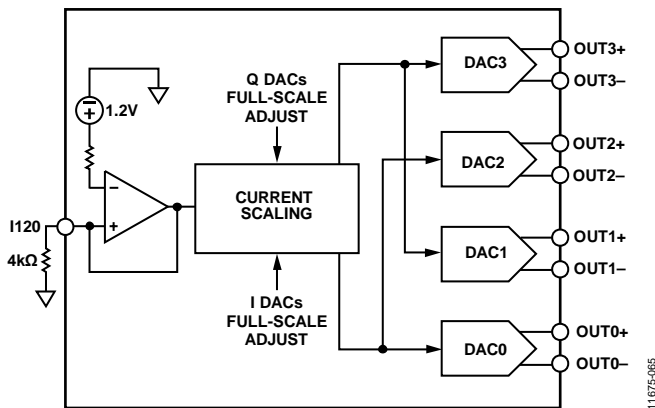 Q DACs
FULL-SCALE
ADJUST
1.2V
–
+
I120
4kΩ
CURRENT
SCALING
I DACs
FULL-SCALE
ADJUST
DAC3
OUT3+
OUT3–
DAC2
OUT2+
OUT2–
DAC1
OUT1+
OUT1–
DAC0
OUT0+
OUT0–
11675-065